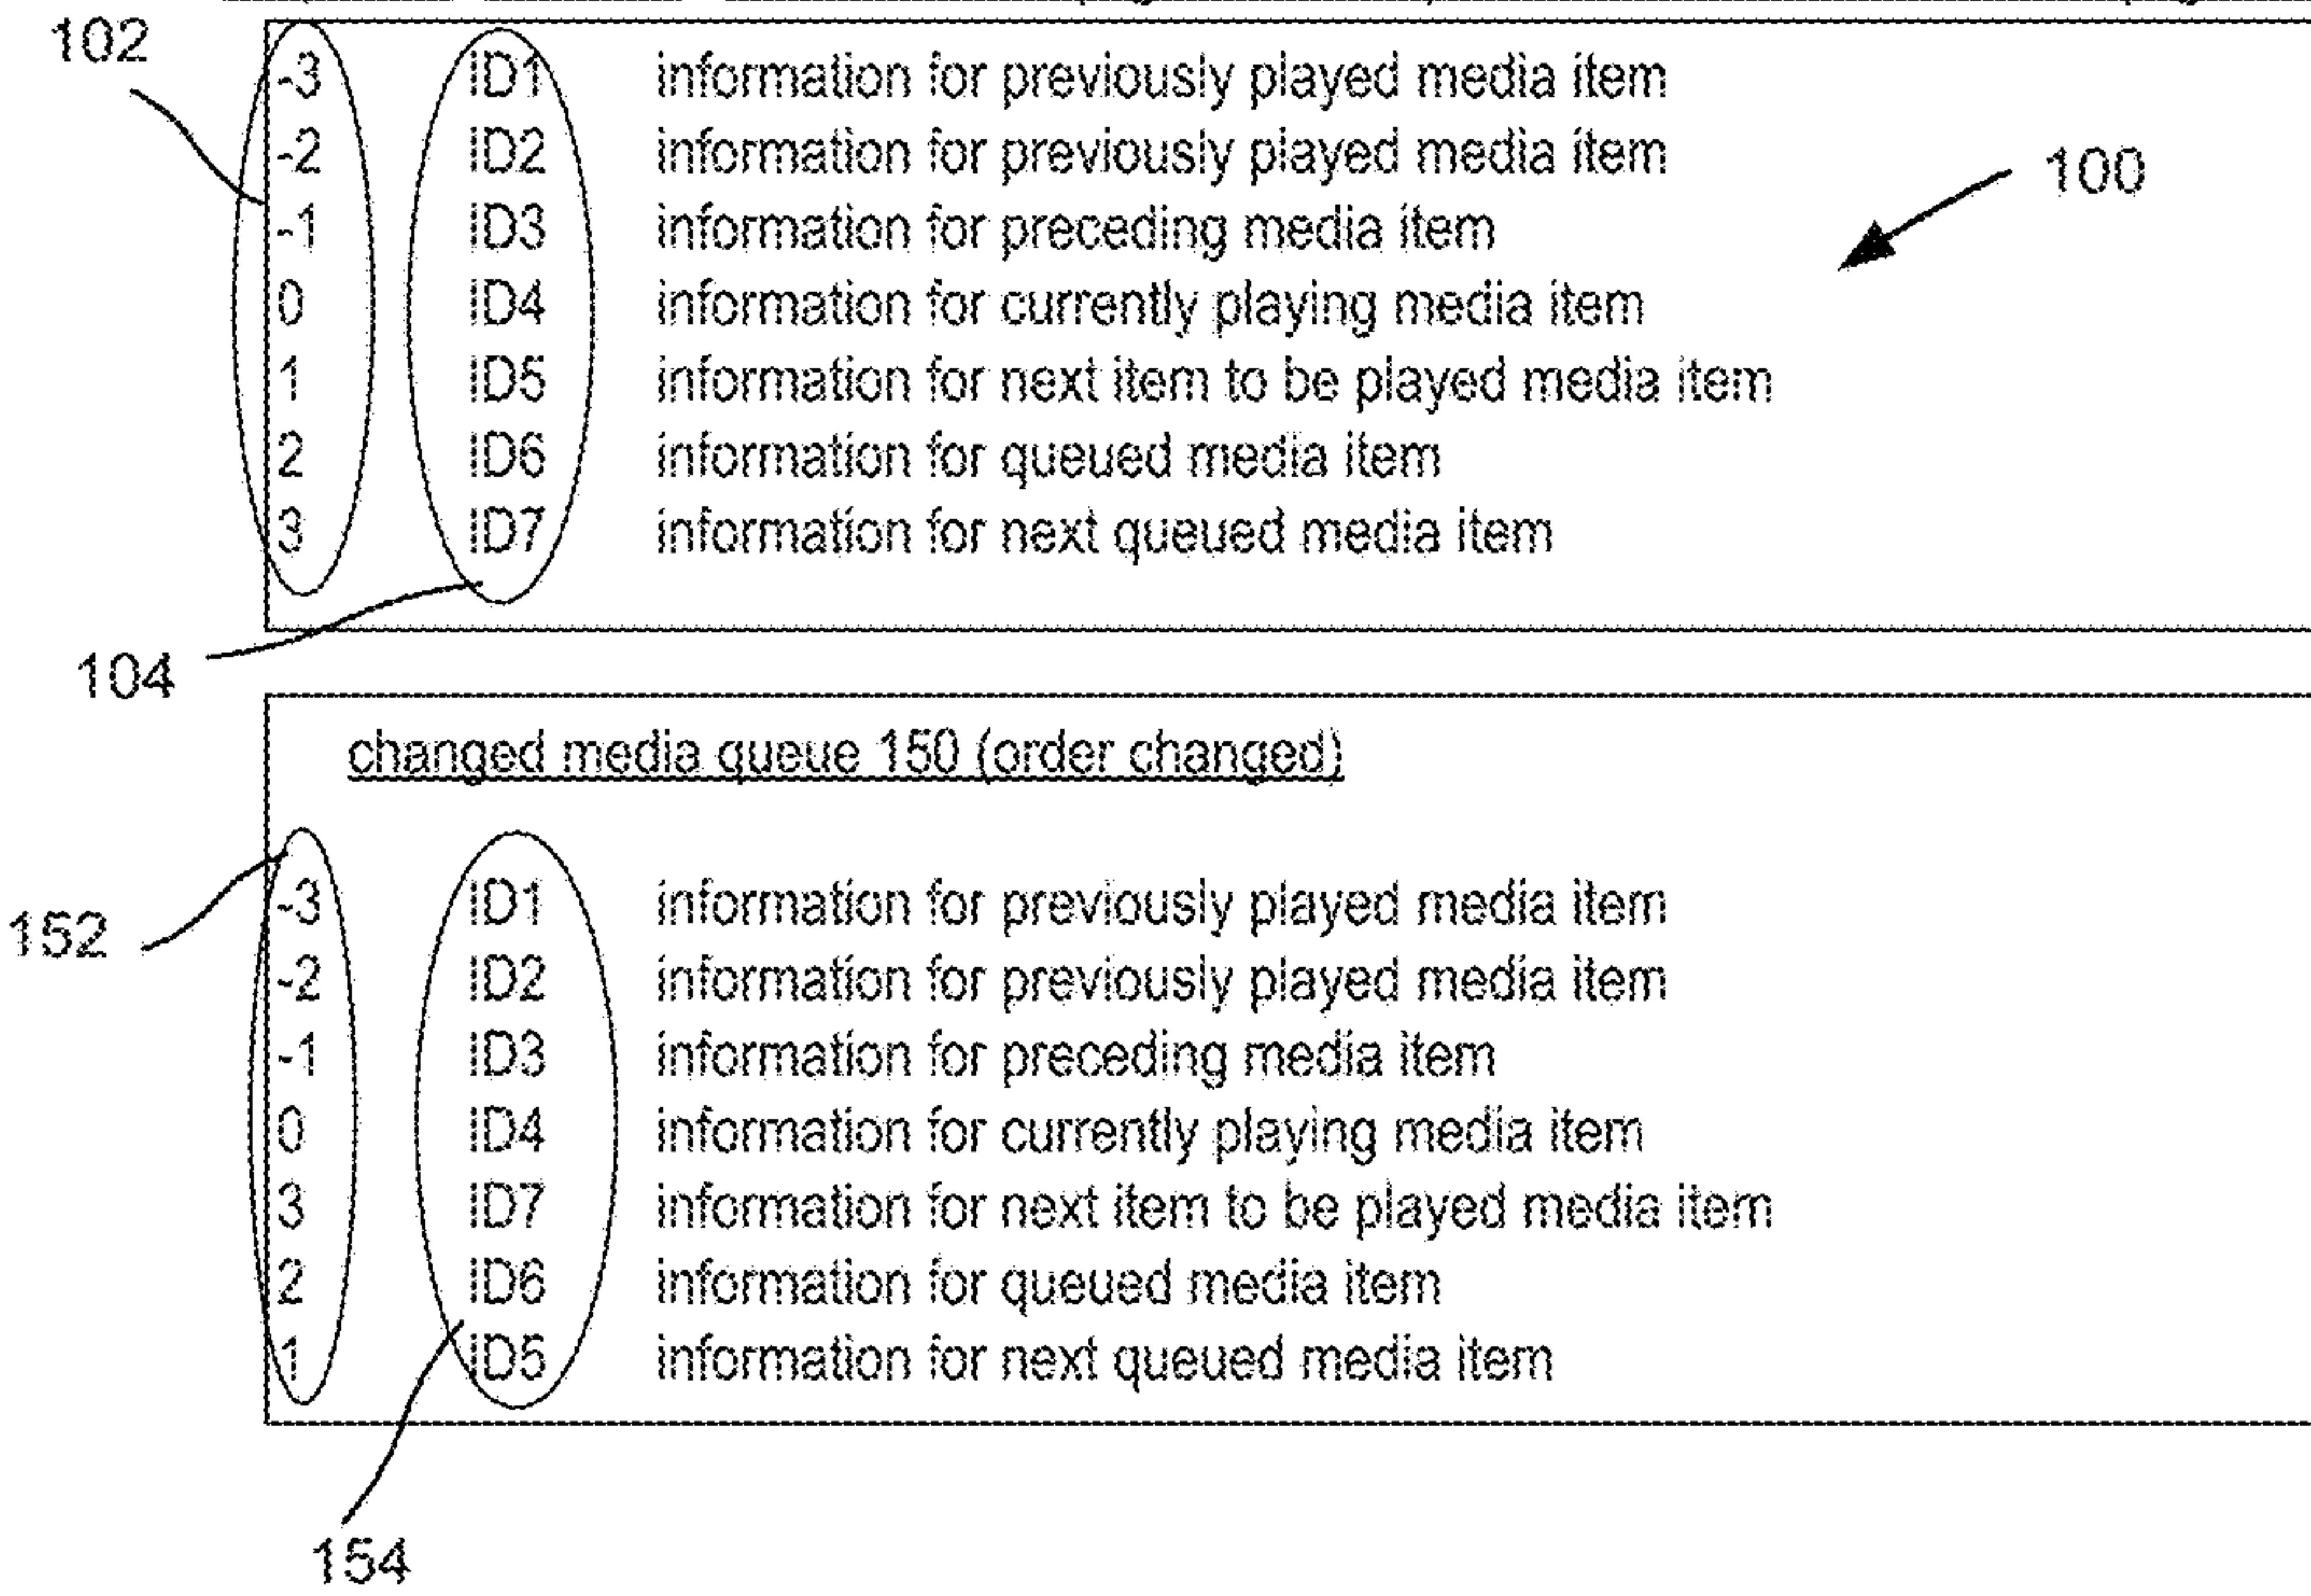 102
-3 ID1 information for previously played media item
-2 ID2 information for previously played media item
100
-1 ID3 information for preceding media item
0 ID4 information for currently playing media item
1 ID5 information for next item to be played media item
2 ID6 information for queued media item
3 ID7 information for next queued media item
104
changed media queue 150 (order changed)
-3 ID1 information for previously played media item
152
-2 ID2 information for previously played media item
-1 ID3 information for preceding media item
0 ID4 information for currently playing media item
3 ID7 information for next item to be played media item
2 ID6 information for queued media item
1 ID5 information for next queued media item
154